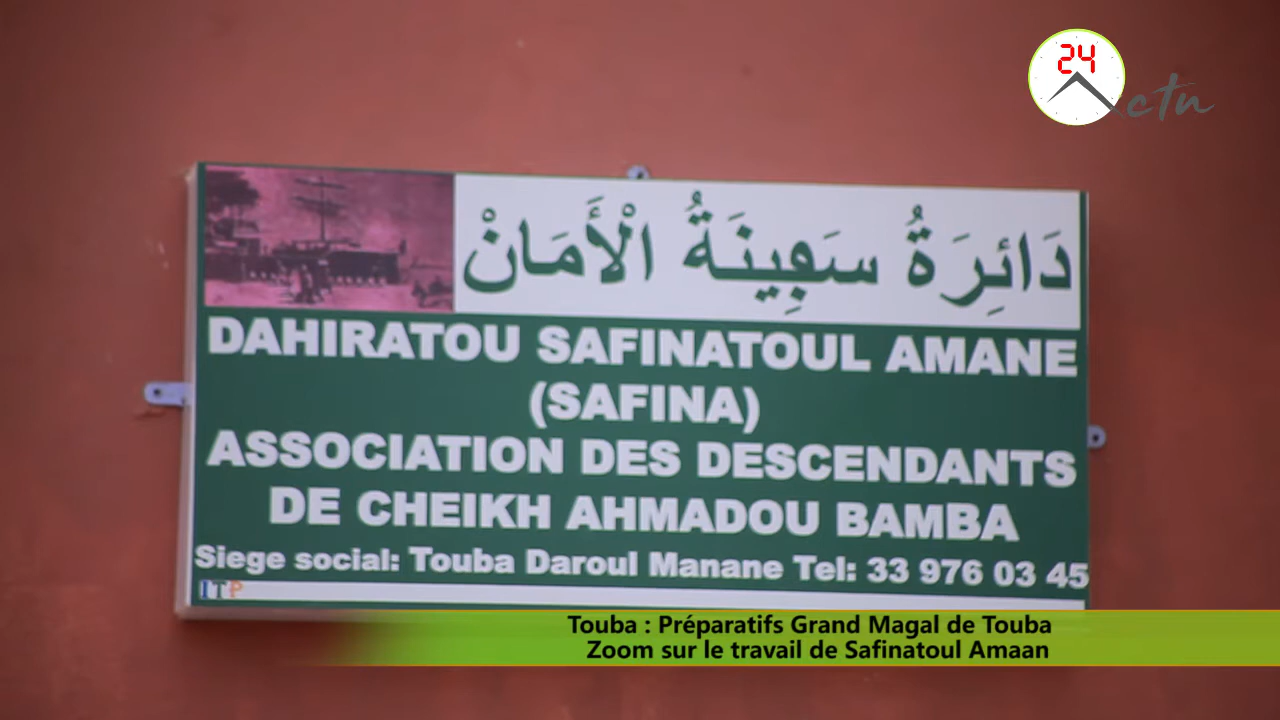 24
Actn
دَائِرَةُ سَڢِينَةُ الْأَمَانْ
DAHIRATOU SAFINATOUL AMANE
(SAFINA)
ASSOCIATION DES DESCENDANTS
DE CHEIKH AHMADOU BAMBA
Siege social: Touba Daroul Manane Tel: 33 976 03 45
ITP
Touba : Préparatifs Grand Magal de Touba
Zoom sur le travail de Safinatoul Amaan